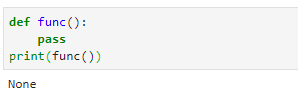 def func():
    pass
print(func())
None